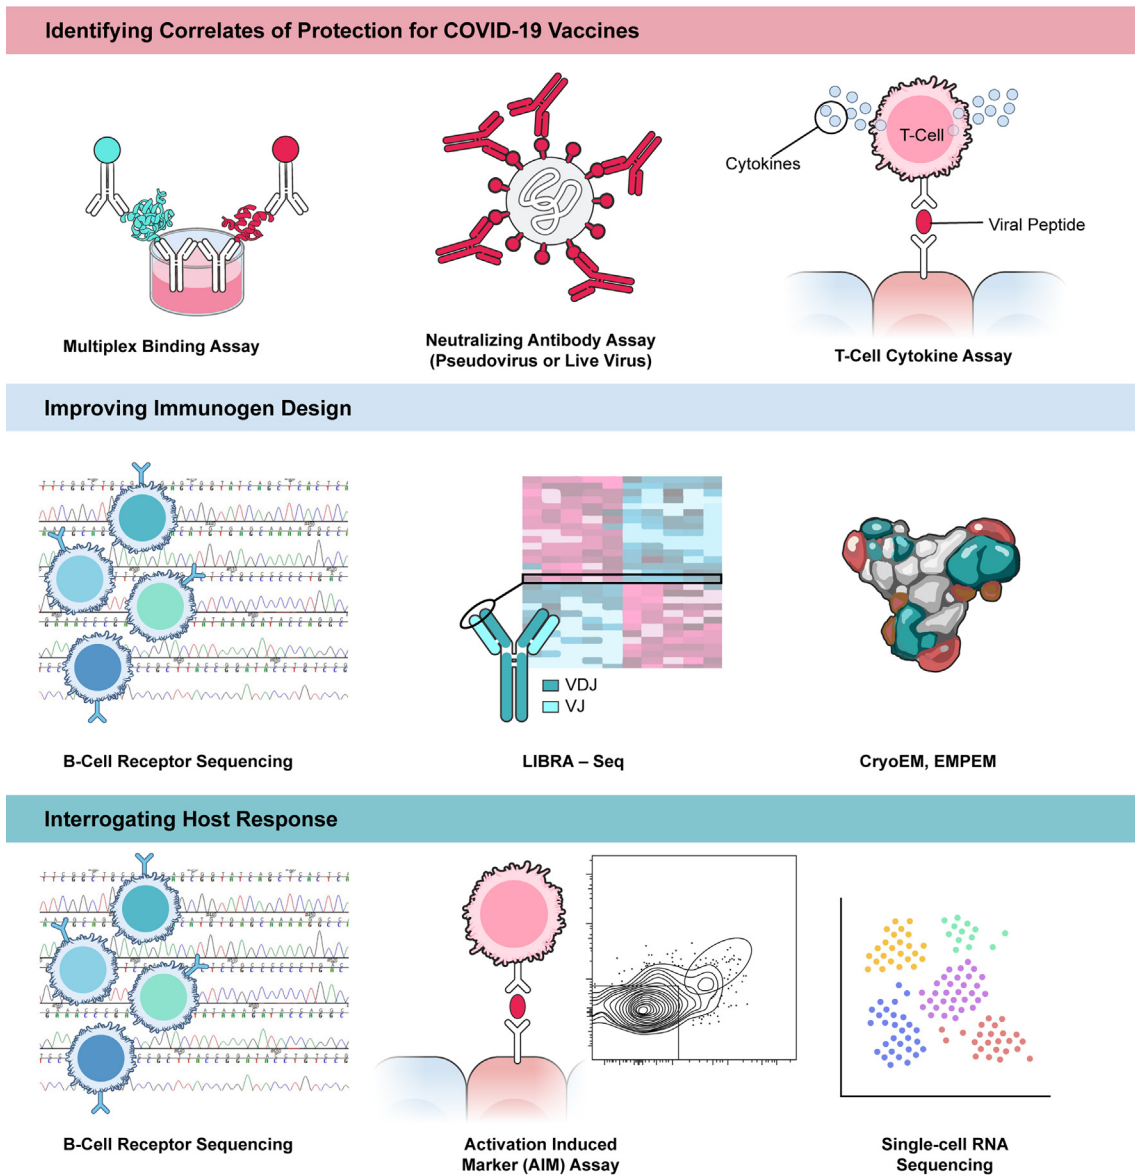 Identifying Correlates of Protection for COVID-19 Vaccines
T-Cell
Cytokines
Viral Peptide
Multiplex Binding Assay
Neutralizing Antibody Assay
(Pseudovirus or Live Virus)
T-Cell Cytokine Assay
Improving Immunogen Design
VDJ
VJ
B-Cell Receptor Sequencing
LIBRA – Seq
CryoEM, EMPEM
Interrogating Host Response
B-Cell Receptor Sequencing
Activation Induced
Marker (AIM) Assay
Single-cell RNA
Sequencing